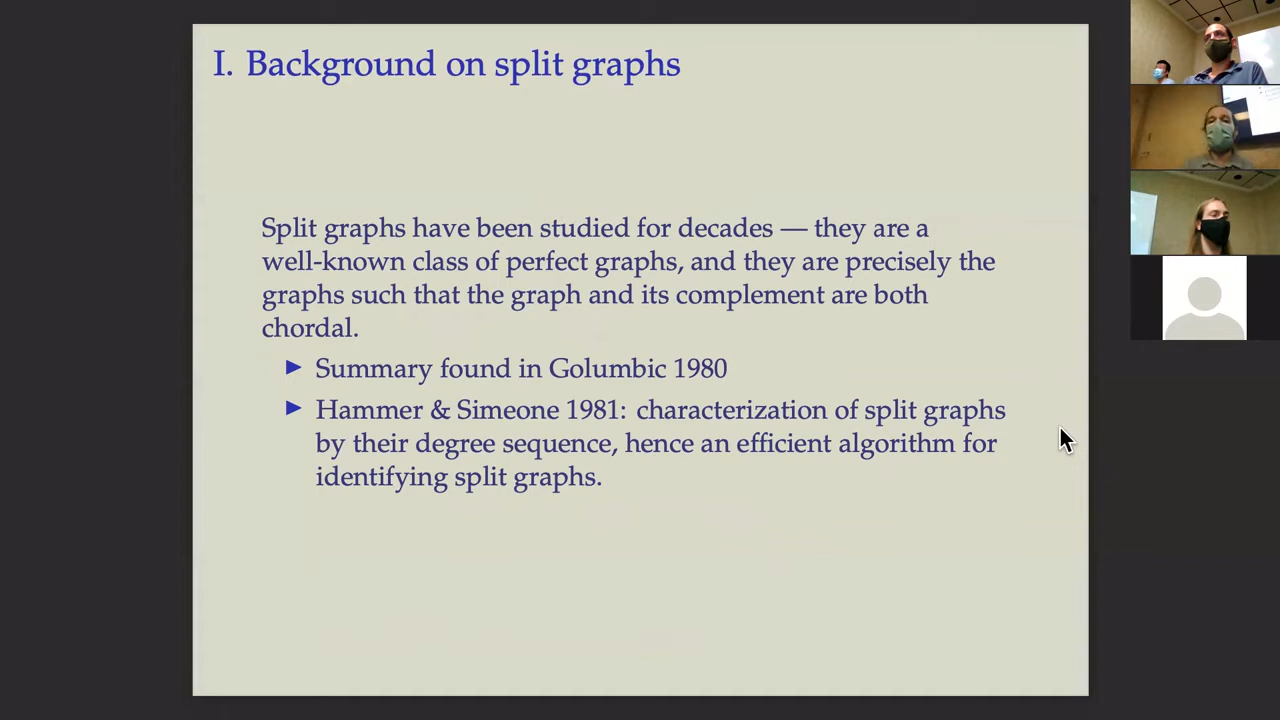 I. Background on split graphs
Split graphs have been studied for decades — they are a
well-known class of perfect graphs, and they are precisely the
graphs such that the graph and its complement are both
chordal.
▶ Summary found in Golumbic 1980
▶ Hammer & Simeone 1981: characterization of split graphs
by their degree sequence, hence an efficient algorithm for
identifying split graphs.